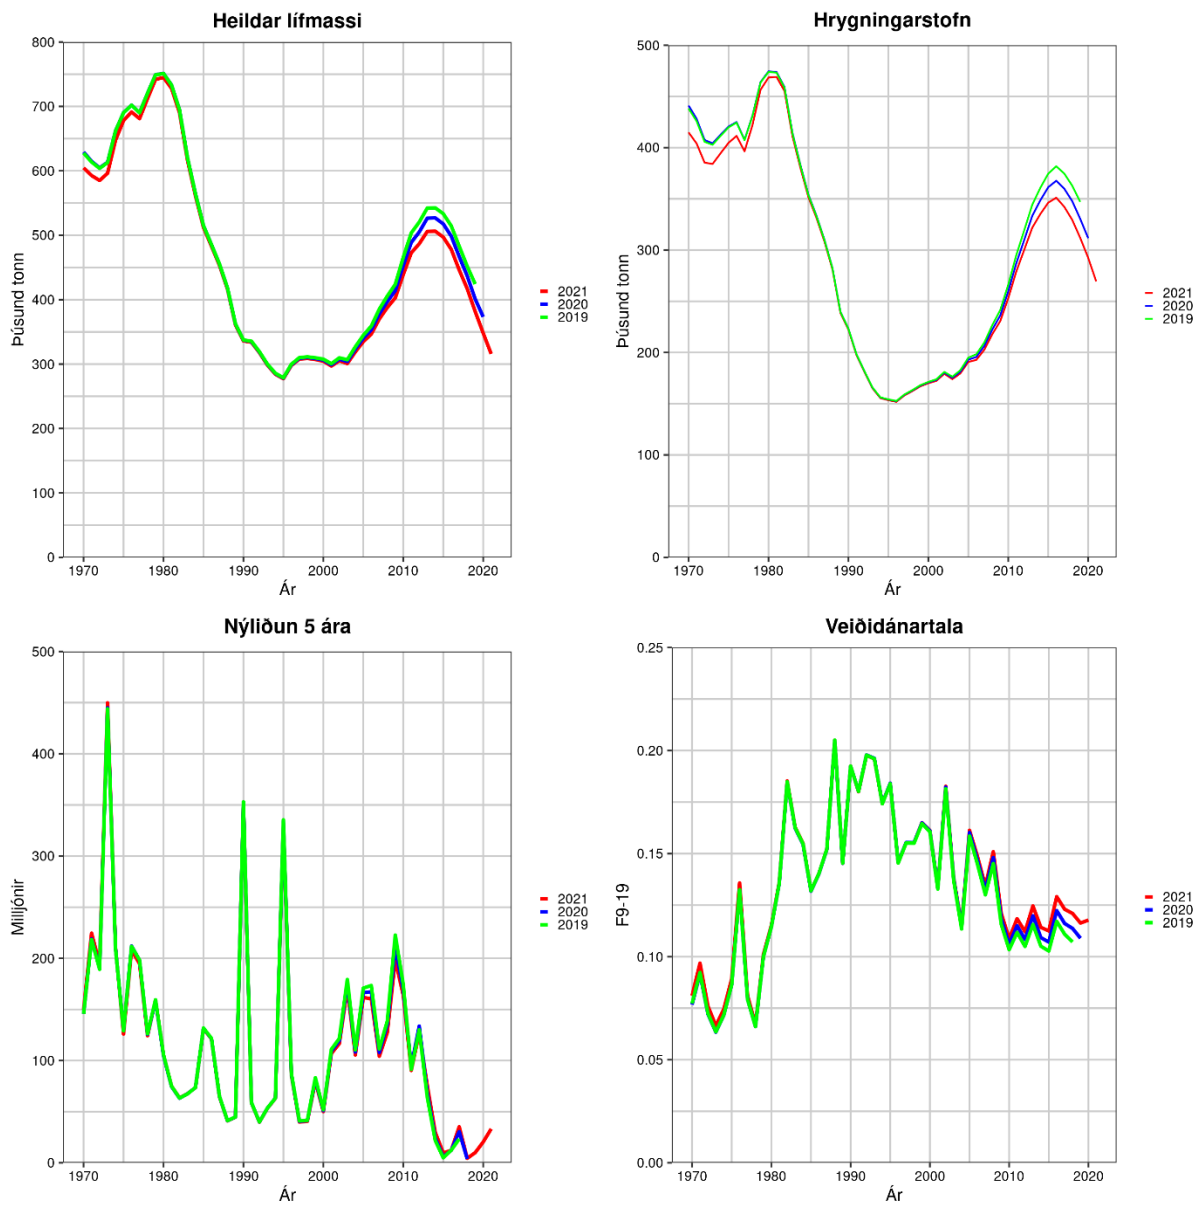 Heildar lífmassi
800
700
600
500
400
300
200
100
0
Þúsund tonn
1970 1980 1990 2000 2010 2020
Ár
2021
2020
2019
Hrygningarstofn
500
400
300
200
100
0
Þúsund tonn
1970 1980 1990 2000 2010 2020
Ár
2021
2020
2019
Nýliðun 5 ára
500
400
300
200
100
0
Milljónir
1970 1980 1990 2000 2010 2020
Ár
2021
2020
2019
Veiðidánartala
0.25
0.20
0.15
0.10
0.05
0.00
F9-19
1970 1980 1990 2000 2010 2020
Ár
2021
2020
2019